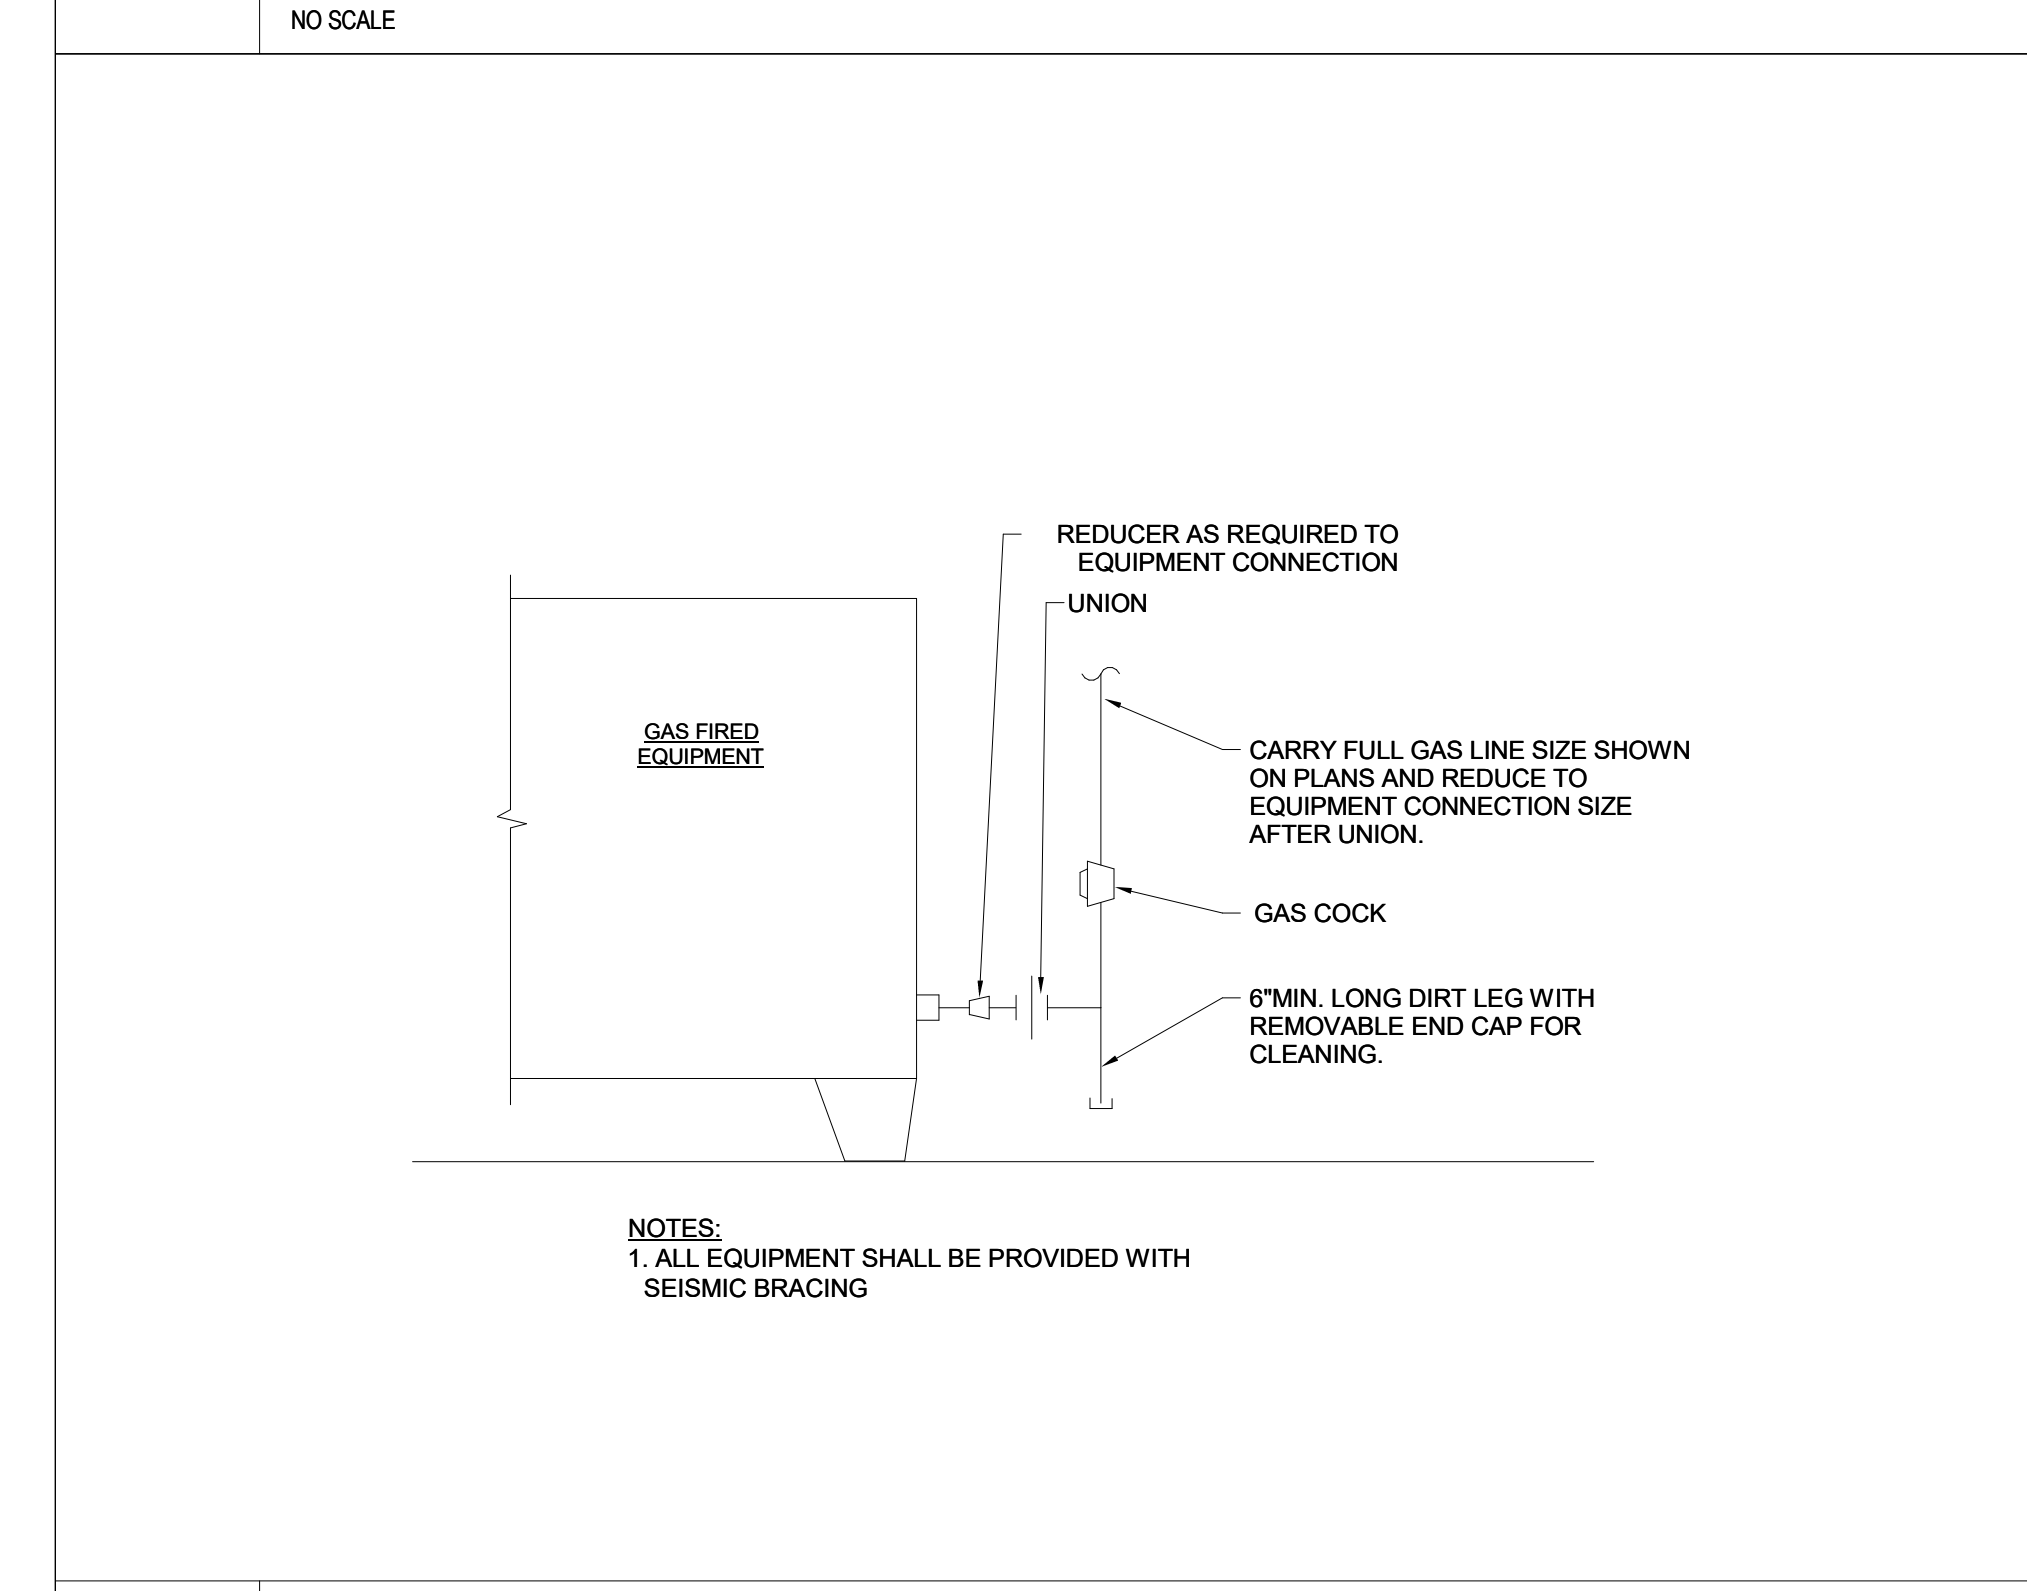 NO SCALE
REDUCER AS REQUIRED TO
EQUIPMENT CONNECTION
UNION
GAS FIRED
EQUIPMENT
CARRY FULL GAS LINE SIZE SHOWN
ON PLANS AND REDUCE TO
EQUIPMENT CONNECTION SIZE
AFTER UNION.
GAS COCK
6"MIN. LONG DIRT LEG WITH
REMOVABLE END CAP FOR
CLEANING.
NOTES:
1. ALL EQUIPMENT SHALL BE PROVIDED WITH
SEISMIC BRACING